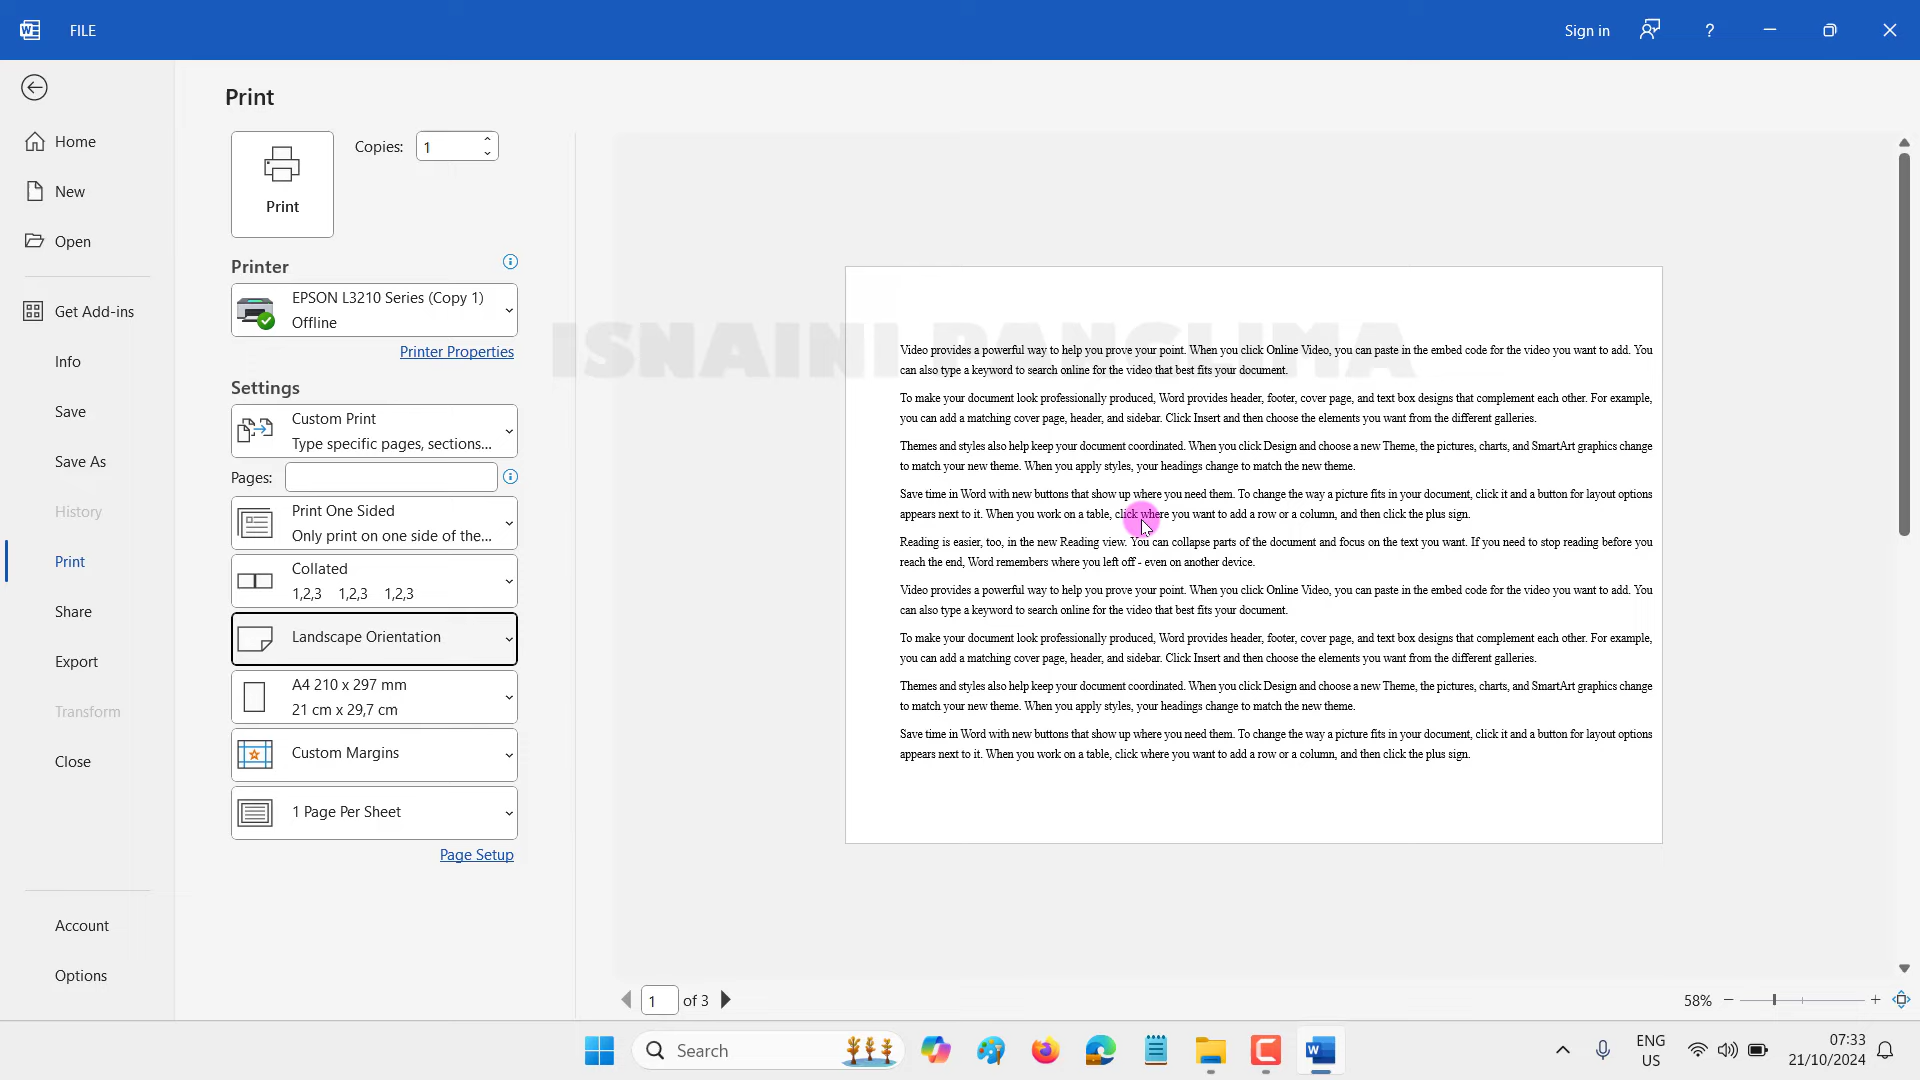 FILE
Sign in
Print
Home
New
Open
Get Add-ins
Info
Save
Save As
History
Print
Share
Export
Transform
Close
Account
Options
Print
Copies: 1
Printer
EPSON L3210 Series (Copy 1)
Offline
Printer Properties
Settings
Custom Print
Type specific pages, sections...
Pages:
Print One Sided
Only print on one side of the...
Collated
1,2,3 1,2,3 1,2,3
Landscape Orientation
A4 210 x 297 mm
21 cm x 29,7 cm
Custom Margins
1 Page Per Sheet
Page Setup
ISNAINI PANGLIMA
Video provides a powerful way to help you prove your point. When you click Online Video, you can paste in the embed code for the video you want to add. You
can also type a keyword to search online for the video that best fits your document.
To make your document look professionally produced, Word provides header, footer, cover page, and text box designs that complement each other. For example,
you can add a matching cover page, header, and sidebar. Click Insert and then choose the elements you want from the different galleries.
Themes and styles also help keep your document coordinated. When you click Design and choose a new Theme, the pictures, charts, and SmartArt graphics change
to match your new theme. When you apply styles, your headings change to match the new theme.
Save time in Word with new buttons that show up where you need them. To change the way a picture fits in your document, click it and a button for layout options
appears next to it. When you work on a table, click where you want to add a row or a column, and then click the plus sign.
Reading is easier, too, in the new Reading view. You can collapse parts of the document and focus on the text you want. If you need to stop reading before you
reach the end, Word remembers where you left off - even on another device.
Video provides a powerful way to help you prove your point. When you click Online Video, you can paste in the embed code for the video you want to add. You
can also type a keyword to search online for the video that best fits your document.
To make your document look professionally produced, Word provides header, footer, cover page, and text box designs that complement each other. For example,
you can add a matching cover page, header, and sidebar. Click Insert and then choose the elements you want from the different galleries.
Themes and styles also help keep your document coordinated. When you click Design and choose a new Theme, the pictures, charts, and SmartArt graphics change
to match your new theme. When you apply styles, your headings change to match the new theme.
Save time in Word with new buttons that show up where you need them. To change the way a picture fits in your document, click it and a button for layout options
appears next to it. When you work on a table, click where you want to add a row or a column, and then click the plus sign.
1 of 3
58%
Search
ENG
US
07:33
21/10/2024